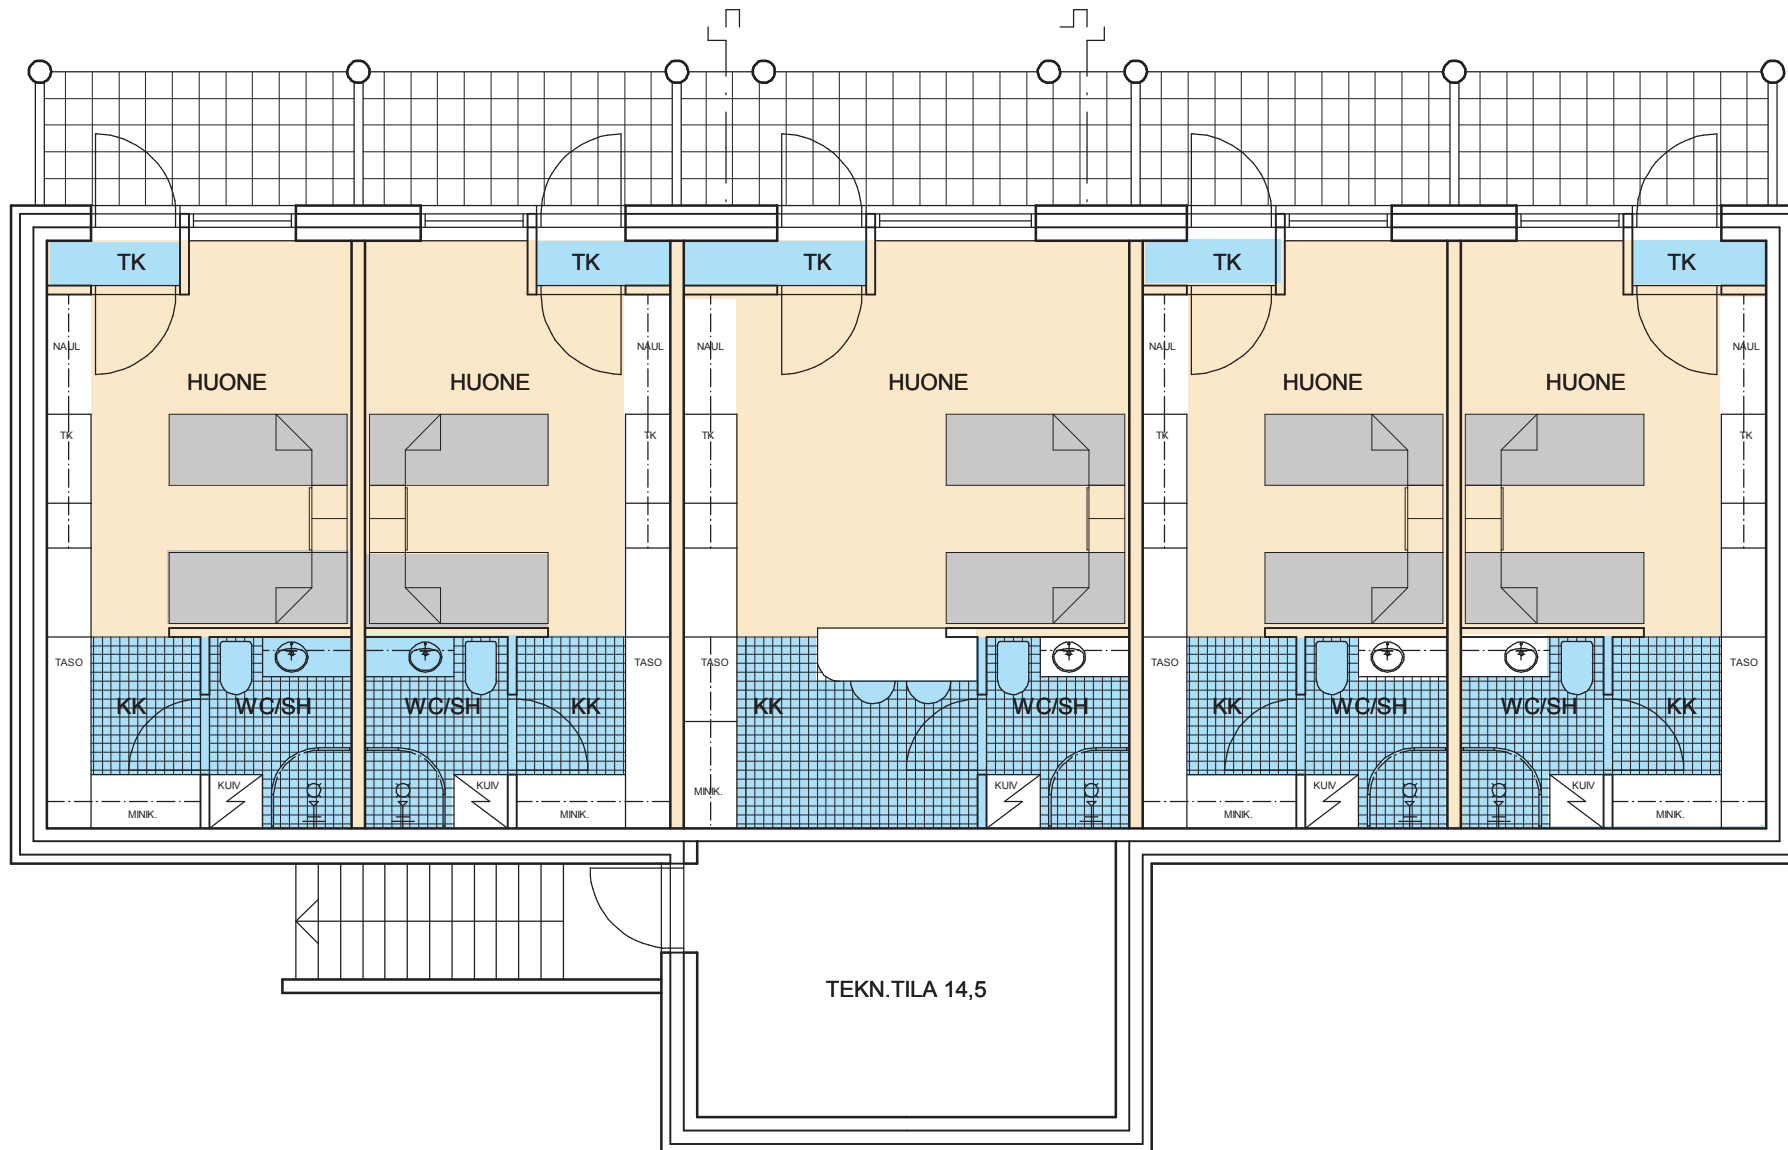 TK TK TK TK TK
NAUL NAUL NAUL NAUL NAUL
HUONE HUONE HUONE HUONE HUONE
TK TK TK TK TK
TASO TASO TASO TASO TASO
KK WC/SH WC/SH KK KK WC/SH KK WC/SH WC/SH KK
KUIV KUIV KUIV KUIV KUIV
MINIK.
MINIK. MINIK. MINIK. MINIK.
TEKN.TILA 14,5